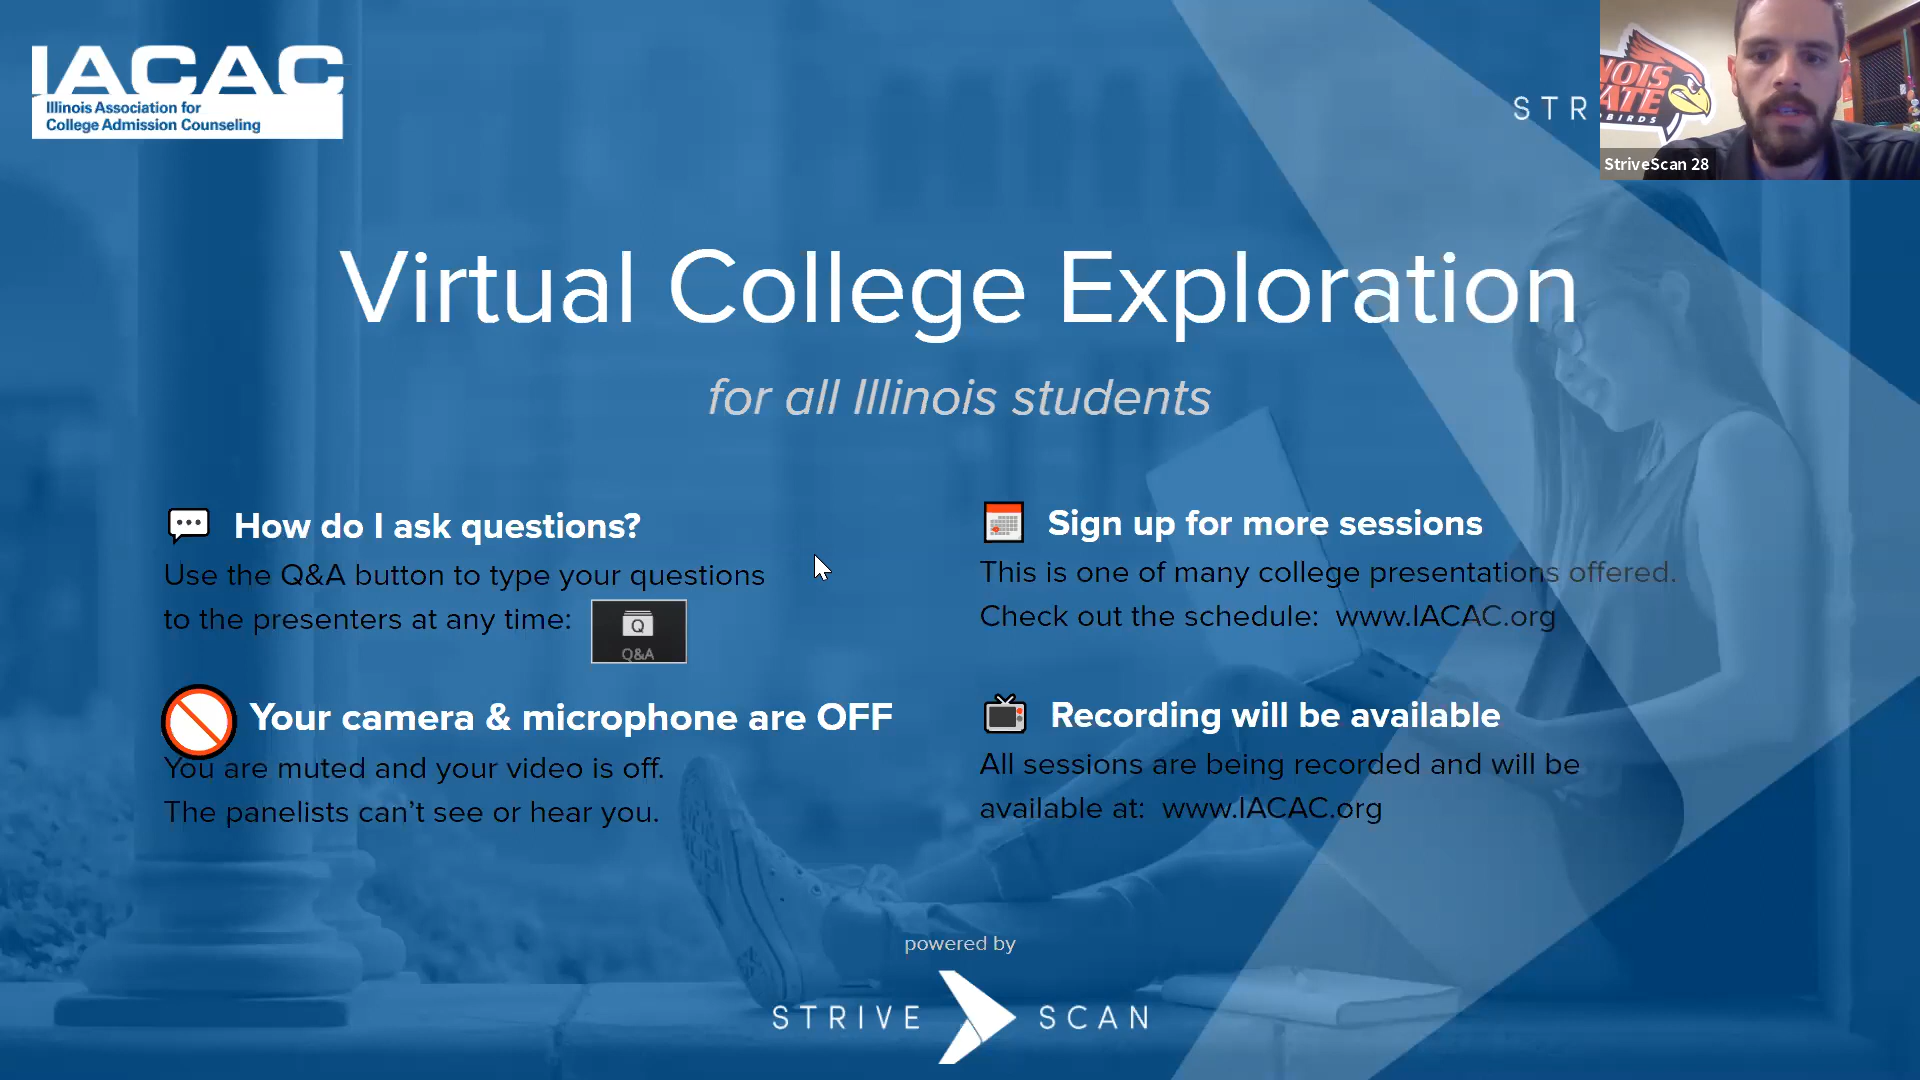 IACAC
Illinois Association for
College Admission Counseling
STR
StriveScan 28
Virtual College Exploration
for all Illinois students
How do I ask questions?
Use the Q&A button to type your questions
to the presenters at any time:
Q
Q&A
Sign up for more sessions
This is one of many college presentations offered.
Check out the schedule: www.IACAC.org
Your camera & microphone are OFF
You are muted and your video is off.
The panelists can’t see or hear you.
Recording will be available
All sessions are being recorded and will be
available at: www.IACAC.org
powered by
STRIVE SCAN